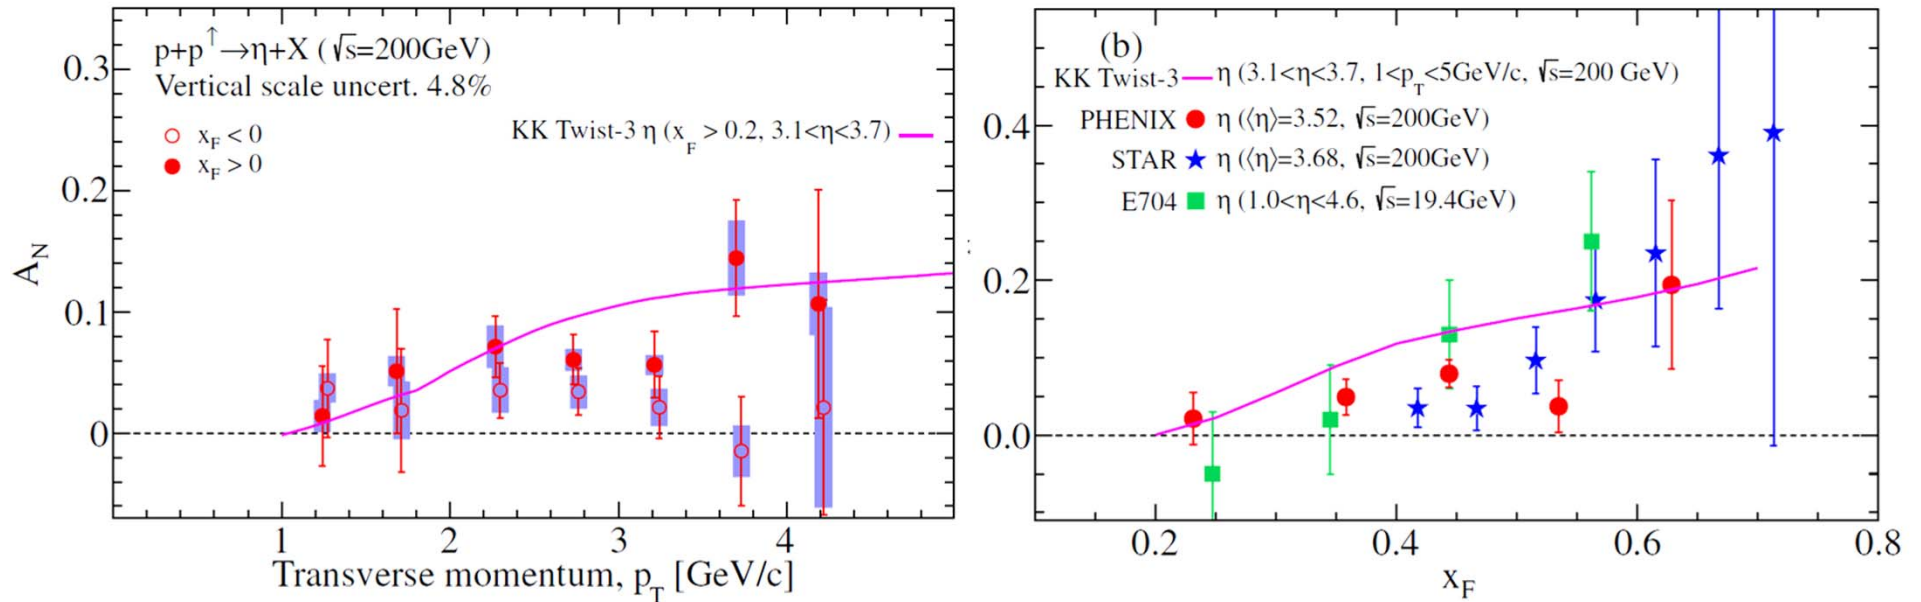 p+p↑→η+X (√s=200GeV)
Vertical scale uncert. 4.8%
x_F < 0
x_F > 0
KK Twist-3 η (x_F > 0.2, 3.1<η<3.7)
0.3
0.2
0.1
0
A_N
1 2 3 4
Transverse momentum, p_T [GeV/c]
(b)
KK Twist-3 η (3.1<η<3.7, 1<p_T<5GeV/c, √s=200 GeV)
PHENIX η (⟨η⟩=3.52, √s=200GeV)
STAR η (⟨η⟩=3.68, √s=200GeV)
E704 η (1.0<η<4.6, √s=19.4GeV)
0.4
0.2
0.0
0.2 0.4 0.6 0.8
x_F